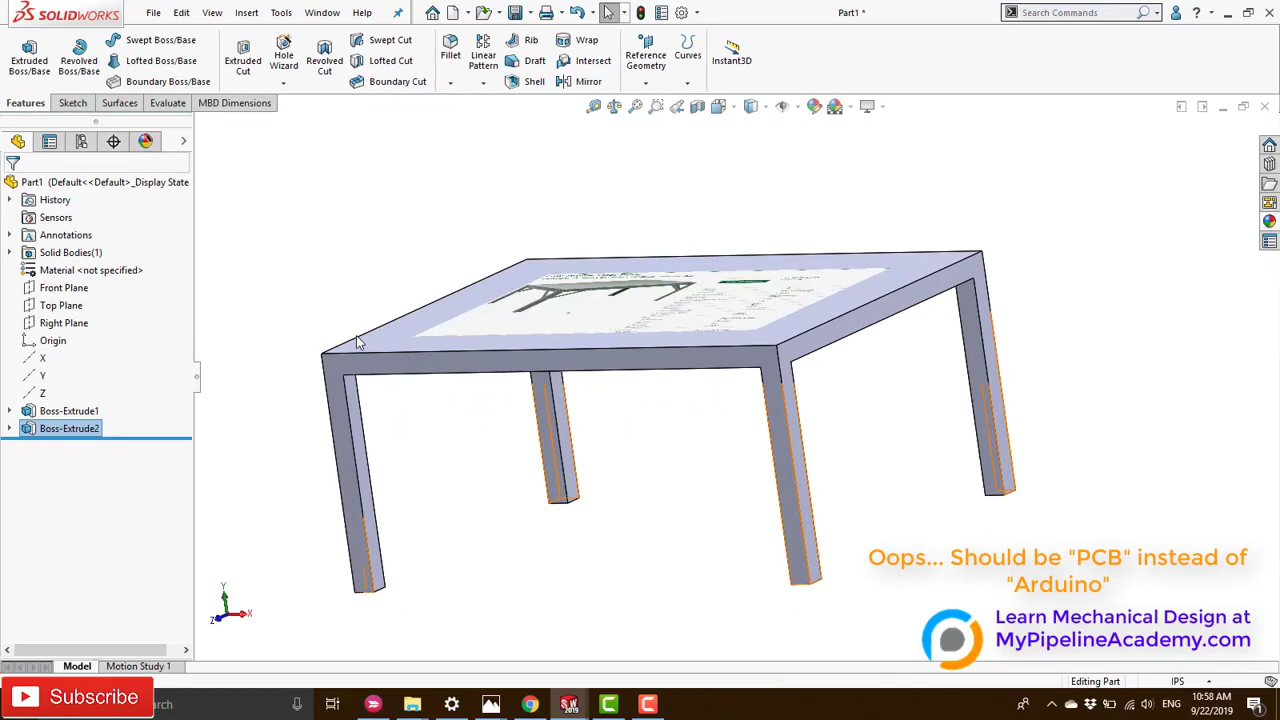 SOLIDWORKS
File
Edit
View
Insert
Tools
Window
Help
Part1 *
Search Commands
Extruded Boss/Base
Revolved Boss/Base
Swept Boss/Base
Lofted Boss/Base
Boundary Boss/Base
Extruded Cut
Hole Wizard
Revolved Cut
Swept Cut
Lofted Cut
Boundary Cut
Fillet
Linear Pattern
Rib
Draft
Shell
Wrap
Intersect
Mirror
Reference Geometry
Curves
Instant3D
Features
Sketch
Surfaces
Evaluate
MBD Dimensions
Part1 (Default<<Default>_Display State
History
Sensors
Annotations
Solid Bodies(1)
Material <not specified>
Front Plane
Top Plane
Right Plane
Origin
X
Y
Z
Boss-Extrude1
Boss-Extrude2
Y
Z
X
Oops... Should be "PCB" instead of
"Arduino"
Learn Mechanical Design at
MyPipelineAcademy.com
Model
Motion Study 1
Editing Part
IPS
Subscribe
search
ENG
10:58 AM
9/22/2019